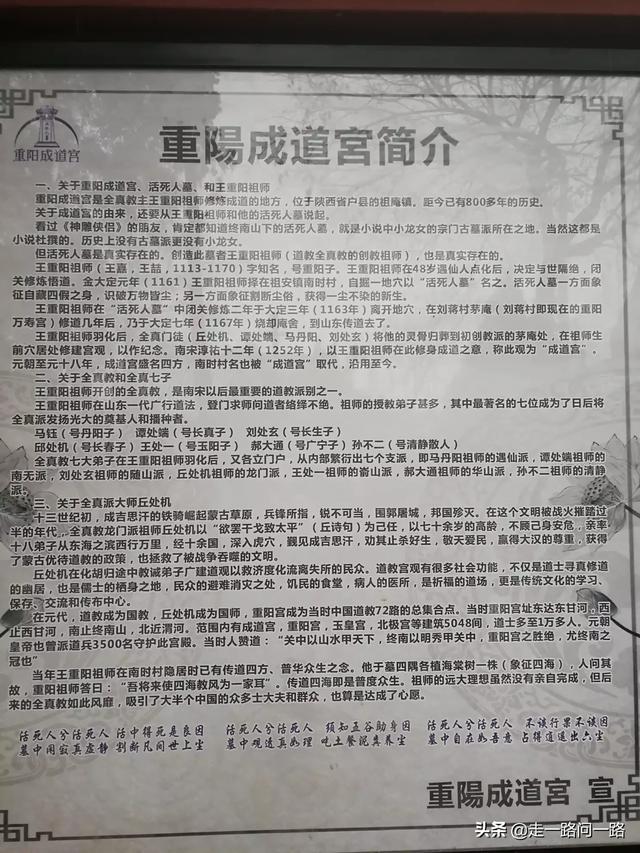 重阳成道宫
重陽成道宮简介
一、关于重阳成道宫、活死人墓、和王重阳祖师
重阳成道宫是全真教主王重阳祖师修炼成道的地方，位于陕西省户县的祖庵镇。距今已有800多年的历史。
关于成道宫的由来，还要从王重阳祖师和他的活死人墓说起。
看过《神雕侠侣》的朋友，肯定都知道终南山下的活死人墓，就是小说中小龙女的宗门古墓派所在之地。当然这都是
小说杜撰的。历史上没有古墓派更没有小龙女。
但活死人墓是真实存在的。创造此墓者王重阳祖师（道教全真教的创教祖师），也是真实存在的。
王重阳祖师（王嘉，王喆，1113-1170）字知名，号重阳子。王重阳祖师在48岁遇仙人点化后，决定与世隔绝，闭
关修炼悟道。金大定元年（1161）王重阳祖师择在祖安镇南时村，自掘一地穴以“活死人墓”名之。活死人墓一方面象
征自藏四假之身，识破万物皆尘；另一方面象征割断尘俗，获得一尘不染的新生。
王重阳祖师在“活死人墓”中闭关修炼二年于大定三年（1163年）离开地穴，在刘蒋村茅庵（刘蒋村即现在的重阳
万寿宫）修道几年后，乃于大定七年（1167年）烧却庵舍，到山东传道去了。
王重阳祖师羽化后，全真门徒（丘处机、谭处端、马丹阳、刘处玄）将他的灵骨归葬到初创教派的茅庵处，在祖师生
前穴居处修建宫观，以作纪念。南宋淳祐十二年（1252年），以王重阳祖师在此修身成道之意，称此观为“成道宫”。
元朝至元十八年，成道宫盛名四方，南时村名也被“成道宫”取代，沿用至今。
二、关于全真教和全真七子
王重阳祖师开创的全真教，是南宋以后最重要的道教派别之一。
王重阳祖师在山东一代广行道法，登门求师问道者络绎不绝。祖师的授教弟子甚多，其中最著名的七位成为了日后将
全真派发扬光大的奠基人和播种者。
马钰（号丹阳子） 谭处端（号长真子） 刘处玄（号长生子）
邱处机（号长春子）王处一（号玉阳子） 郝大通（号广宁子）孙不二（号清静散人）
全真教七大弟子在王重阳祖师羽化后，又各立门户，从内部繁衍出七个支派，即马丹阳祖师的遇仙派，谭处端祖师的
南无派，刘处玄祖师的随山派，丘处机祖师的龙门派，王处一祖师的嵛山派，郝大通祖师的华山派，孙不二祖师的清静
派。
三、关于全真派大师丘处机
十三世纪初，成吉思汗的铁骑崛起蒙古草原，兵锋所指，锐不可当，围郭屠城，邦国殄灭。在这个文明被战火摧踏过
半的年代，全真教龙门派祖师丘处机以“欲罢干戈致太平”（丘诗句）为己任，以七十余岁的高龄，不顾己身安危，亲率
十八弟子从东海之滨西行万里，经十余国，深入虎穴，觐见成吉思汗，劝其止杀好生，敬天爱民，赢得大汉的尊重，获得
了蒙古优待道教的政策，也拯救了被战争吞噬的文明。
丘处机在化胡归途中教诫弟子广建道观以救济度化流离失所的民众。道教宫观有很多社会功能，不仅是道士寻真修道
的幽居，也是儒士的栖身之地，民众的避难消灾之处，饥民的食堂，病人的医所，是祈福的道场，更是传统文化的学习、
保存、交流和传布中心。
在元代，道教成为国教，丘处机成为国师，重阳宫成为当时中国道教72路的总集合点。当时重阳宫址东达东甘河，西
止西甘河，南止终南山，北近渭河。范围内有成道宫，重阳宫，玉皇宫，北极宫等建筑5048间，道士多至1万多人。元朝
皇帝也曾派道兵3500名守护此宫殿。当时人赞道：“关中以山水甲天下，终南以明秀甲关中，重阳宫之胜绝，尤终南之
冠也”
当年王重阳祖师在南时村隐居时已有传道四方、普华众生之念。他于墓四隅各植海棠树一株（象征四海），人问其
故，重阳祖师答曰：“吾将来使四海教风为一家耳”。传道四海即是普度众生。祖师的远大理想虽然没有亲自完成，但后
来的全真教如此风靡，吸引了大半个中国的众多士大夫和群众，也算是达成了心愿。
活死人兮活死人 活中得死是良因 活死人兮活死人 须知五谷助身因 活死人兮活死人 不谈行果不谈因
墓中闲寂真虚静 割断凡间世上尘 墓中观透真如理 吃土餐泥粪养尘 墓中自在如吾意 占得逍遥出六尘
重陽成道宮 宣
头条 @走一路问一路